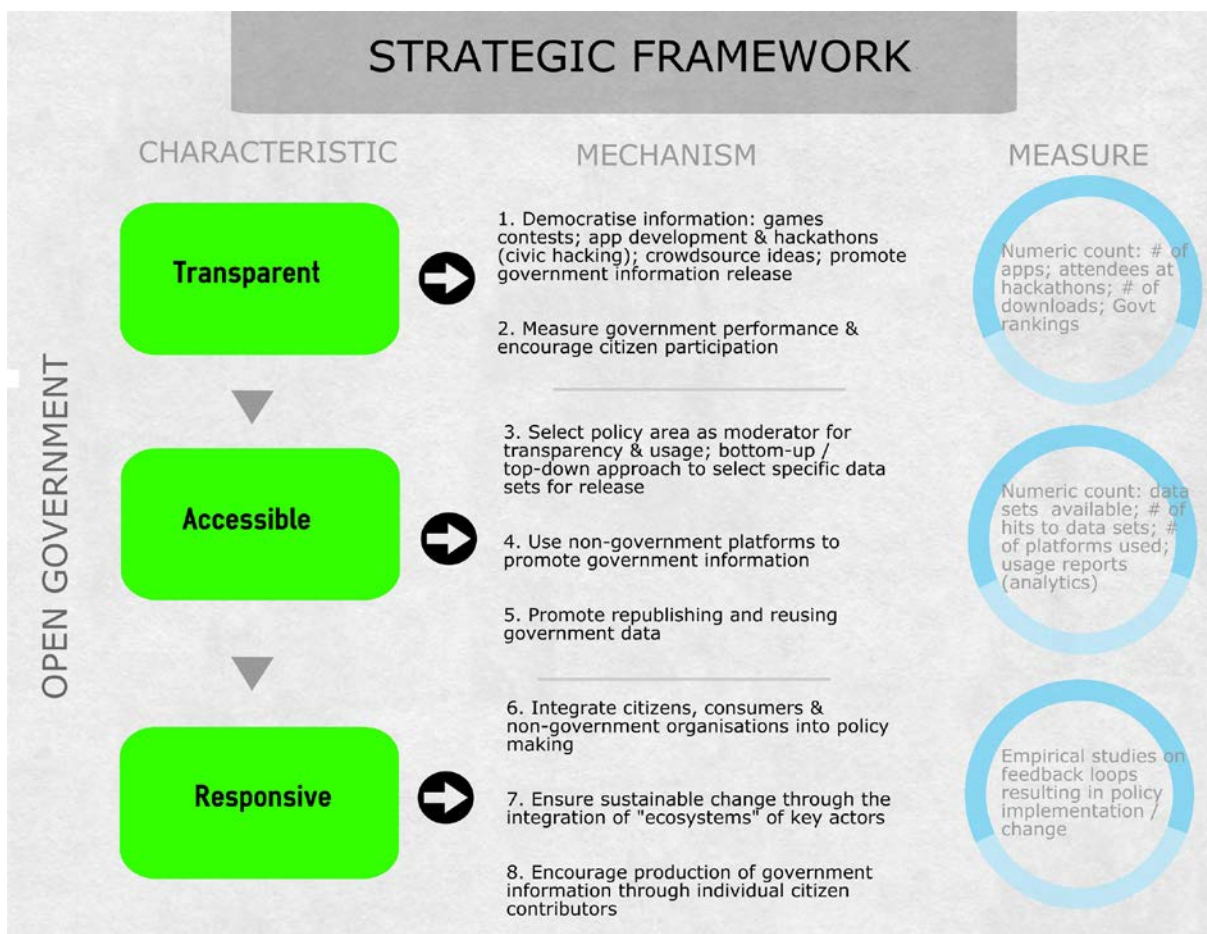 STRATEGIC FRAMEWORK
CHARACTERISTIC
MECHANISM
MEASURE
OPEN GOVERNMENT
Transparent
1. Democratise information: games
contests; app development & hackathons
(civic hacking); crowdsource ideas; promote
government information release
2. Measure government performance &
encourage citizen participation
Numeric count: # of
apps; attendees at
hackathons; # of
downloads; Govt
rankings
Accessible
3. Select policy area as moderator for
transparency & usage; bottom-up /
top-down approach to select specific data
sets for release
4. Use non-government platforms to
promote government information
5. Promote republishing and reusing
government data
Numeric count: data
sets available; # of
hits to data sets; #
of platforms used;
usage reports
(analytics)
Responsive
6. Integrate citizens, consumers &
non-government organisations into policy
making
7. Ensure sustainable change through the
integration of "ecosystems" of key actors
8. Encourage production of government
information through individual citizen
contributors
Empirical studies on
feedback loops
resulting in policy
implementation /
change